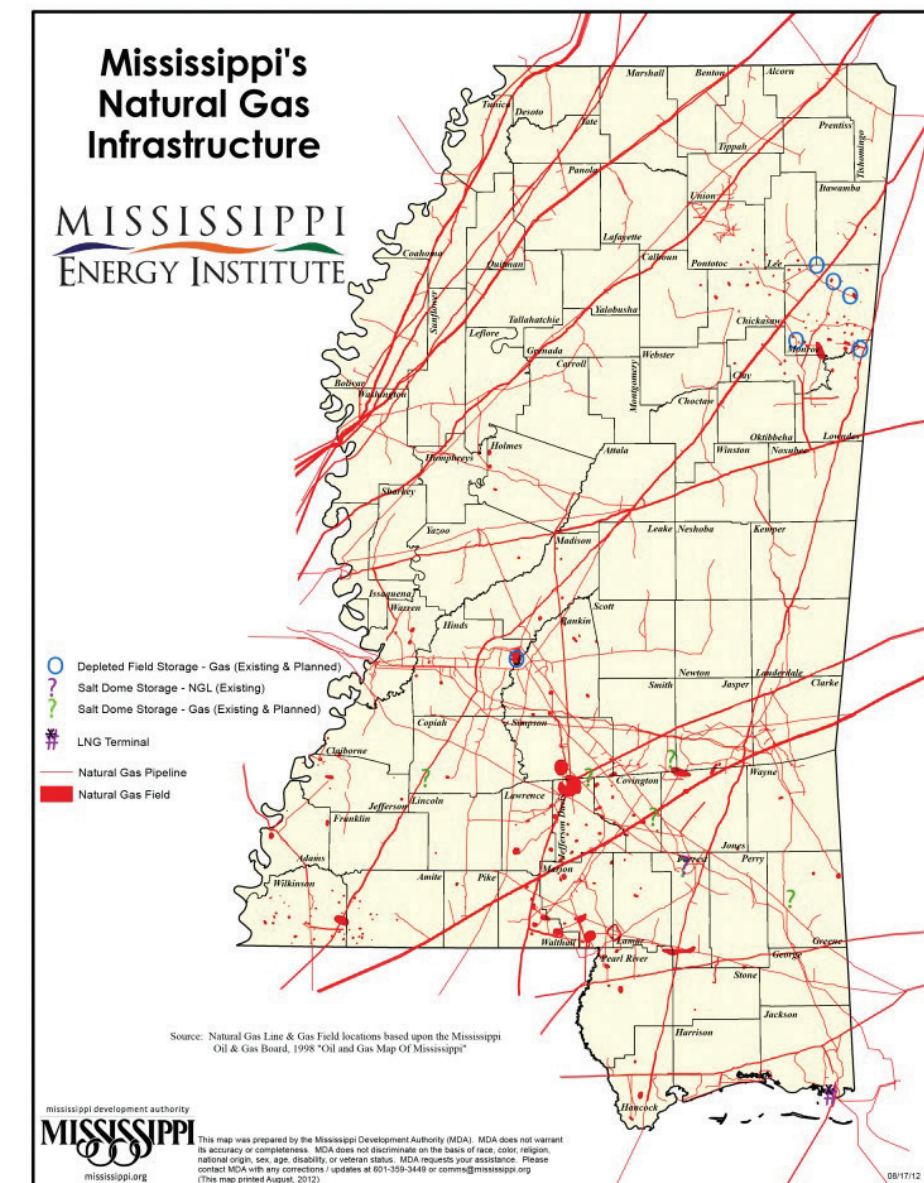 Mississippi's
Natural Gas
Infrastructure
MISSISSIPPI
ENERGY INSTITUTE
Marshall
Benton
Alcorn
Tunica
Desoto
Tate
Prentiss
Tippah
Tishomingo
Panola
Itawamba
Union
Lafayette
Coahoma
Quitman
Calhoun
Pontotoc
Lee
Sunflower
Yalobusha
Tallahatchie
Chickasaw
Leflore
Grenada
Monroe
Webster
Carroll
Clay
Bolivar
Washington
Montgomery
Choctaw
Oktibbeha
Lowndes
Holmes
Attala
Winston
Noxubee
Humphreys
Sharkey
Yazoo
Leake
Neshoba
Kemper
Madison
Issaquena
Warren
Scott
Hinds
Rankin
Newton
Lauderdale
Smith
Jasper
Clarke
? Depleted Field Storage - Gas (Existing & Planned)
? Salt Dome Storage - NGL (Existing)
? Salt Dome Storage - Gas (Existing & Planned)
# LNG Terminal
Natural Gas Pipeline
Natural Gas Field
Copiah
Simpson
Claiborne
Covington
Wayne
Lincoln
Lawrence
Jefferson
Franklin
Jefferson Davis
Jones
Adams
Forrest
Perry
Marion
Amite
Pike
Wilkinson
Walthall
Lamar
Greene
Pearl River
George
Stone
Jackson
Harrison
Hancock
Source: Natural Gas Line & Gas Field locations based upon the Mississippi
Oil & Gas Board, 1998 "Oil and Gas Map Of Mississippi"
mississippi development authority
MISSISSIPPI
mississippi.org
This map was prepared by the Mississippi Development Authority (MDA). MDA does not warrant
its accuracy or completeness. MDA does not discriminate on the basis of race, color, religion,
national origin, sex, age, disability, or veteran status. MDA requests your assistance. Please
contact MDA with any corrections / updates at 601-359-3449 or comms@mississippi.org
(This map printed August, 2012)
08/17/12